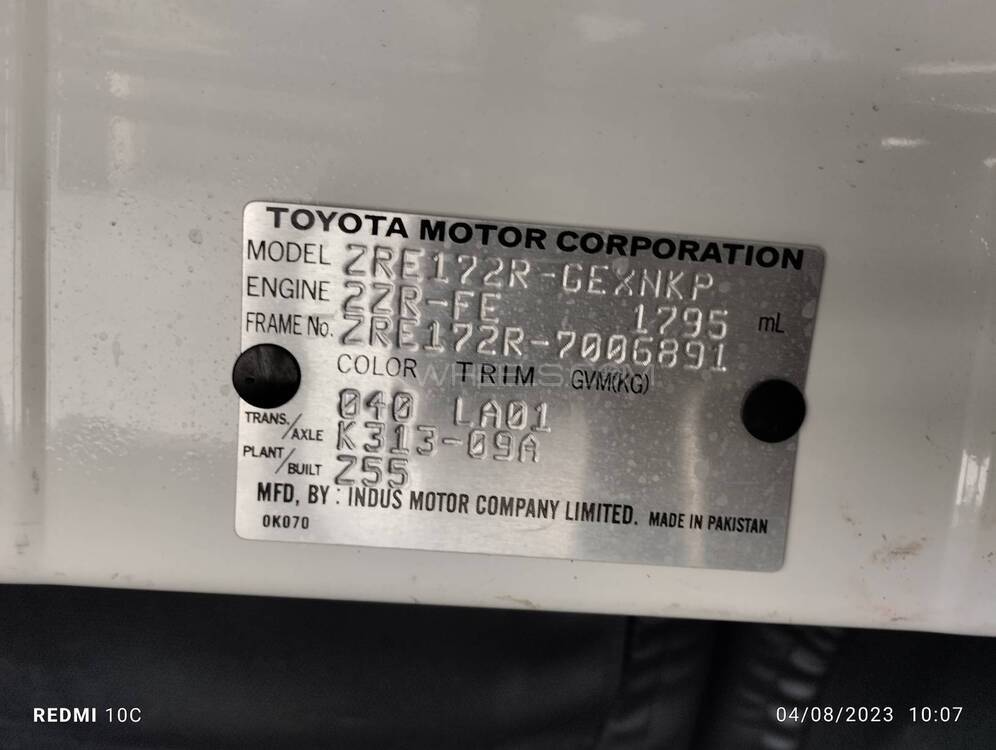 TOYOTA MOTOR CORPORATION
MODEL ZRE172R-GEXNKP
ENGINE 2ZR-FE 1795 mL
FRAME No. ZRE172R-7006891
COLOR TRIM GVM(KG)
040 LA01
TRANS./AXLE K313-09A
PLANT/BUILT Z55
MFD, BY : INDUS MOTOR COMPANY LIMITED. MADE IN PAKISTAN
0K070
REDMI 10C
04/08/2023 10:07